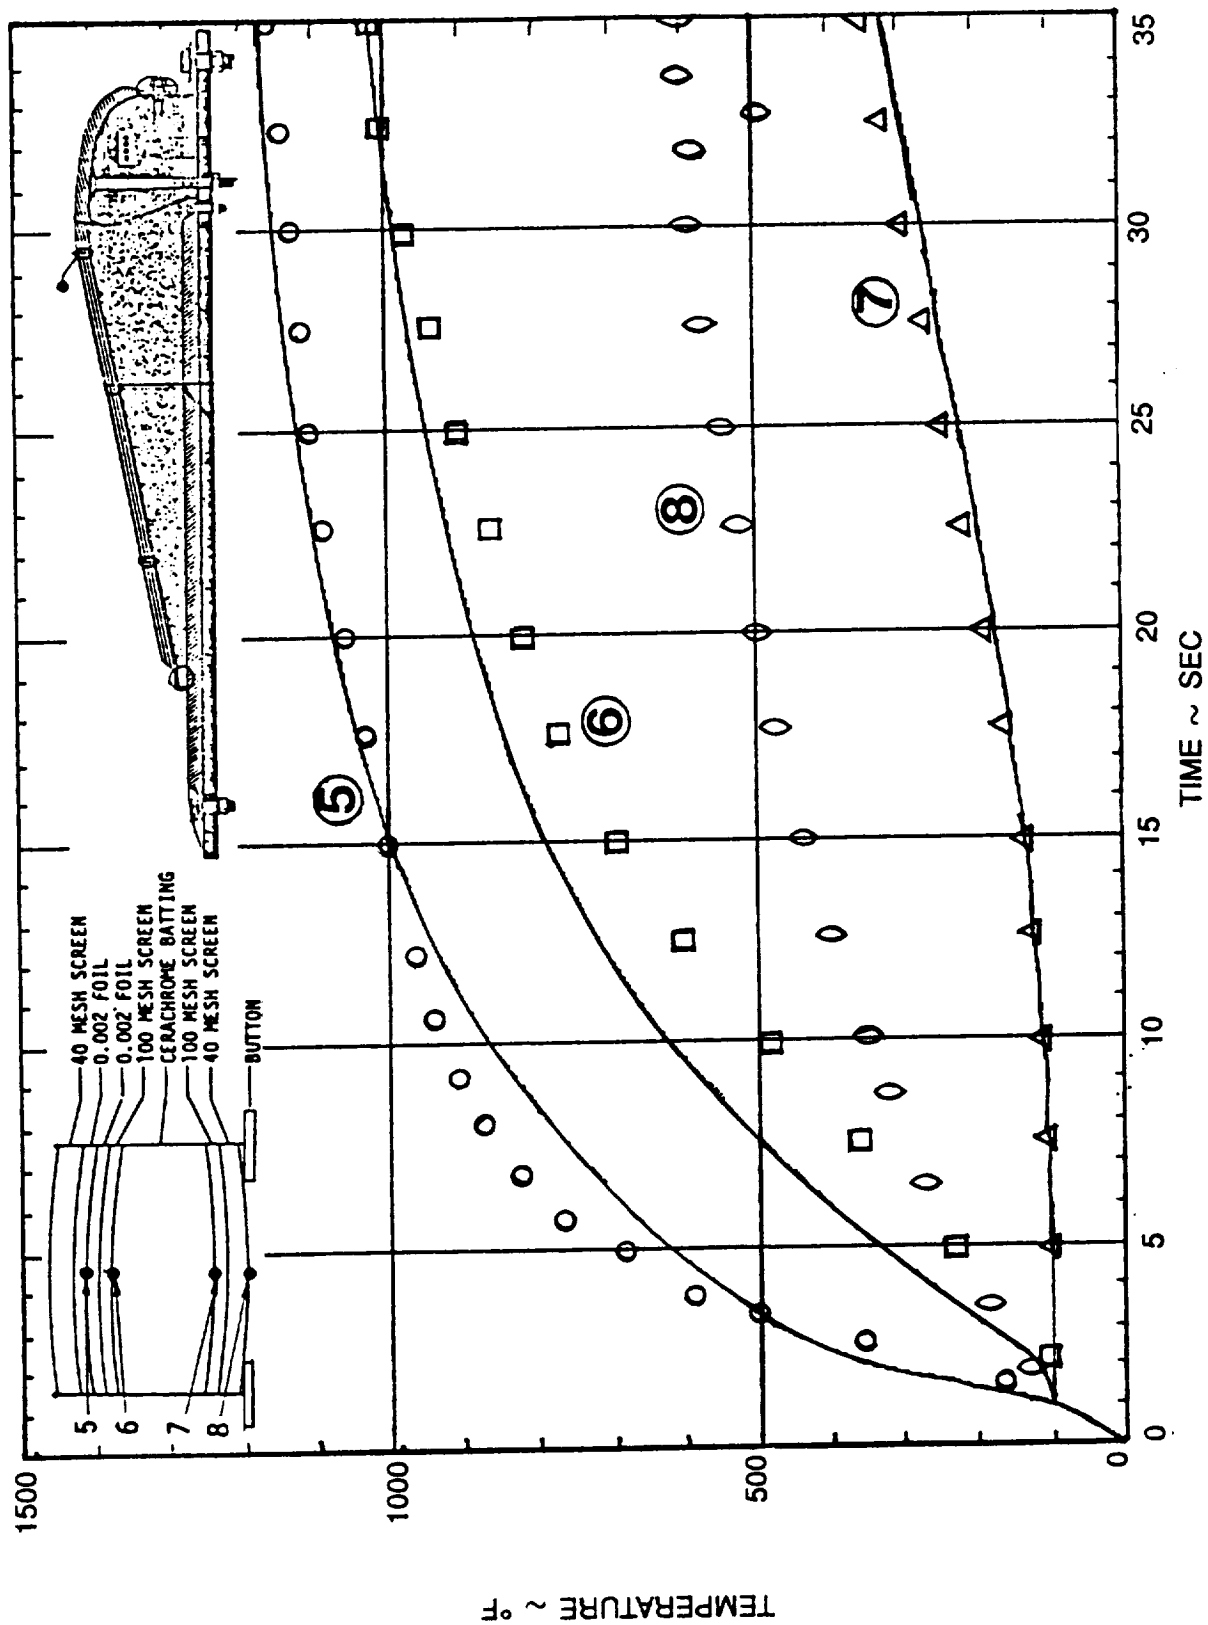 1500
1000
500
0
TEMPERATURE ~ °F
0
5
10
15
20
25
30
35
TIME ~ SEC
5
6
7
8
40 MESH SCREEN
0.002 FOIL
0.002 FOIL
100 MESH SCREEN
CERACHROME BATTING
100 MESH SCREEN
40 MESH SCREEN
BUTTON
5
6
8
7